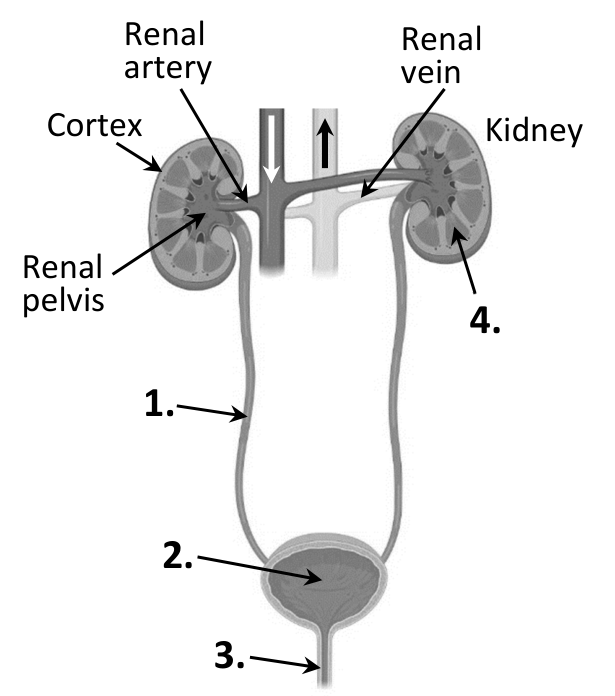 Renal
artery
Renal
vein
Cortex
Kidney
Renal
pelvis
4.
1.
2.
3.